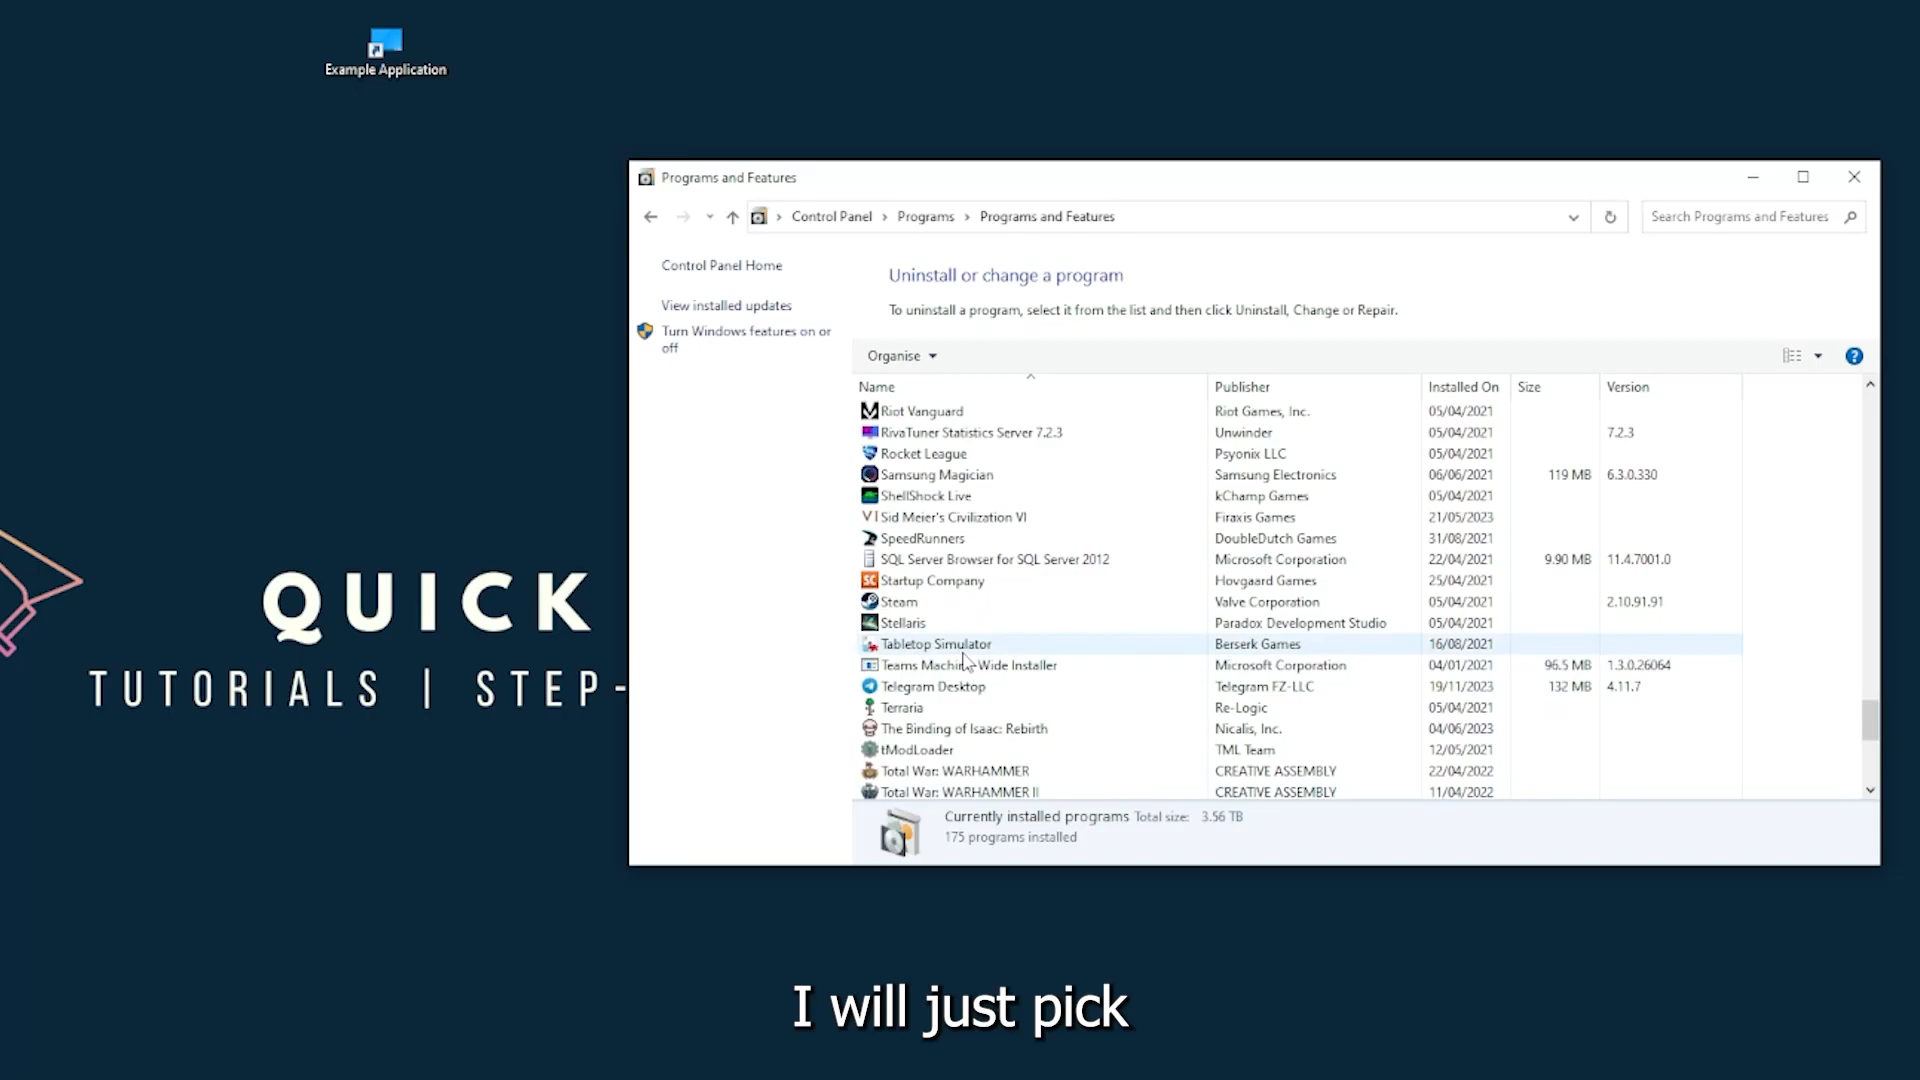 Example Application
Programs and Features
Control Panel > Programs > Programs and Features
Search Programs and Features
Control Panel Home
View installed updates
Turn Windows features on or
off
Uninstall or change a program
To uninstall a program, select it from the list and then click Uninstall, Change or Repair.
Organise
Name Publisher Installed On Size Version
Riot Vanguard Riot Games, Inc. 05/04/2021
RivaTuner Statistics Server 7.2.3 Unwinder 05/04/2021 7.2.3
Rocket League Psyonix LLC 05/04/2021
Samsung Magician Samsung Electronics 06/06/2021 119 MB 6.3.0.330
ShellShock Live kChamp Games 05/04/2021
VI Sid Meier's Civilization VI Firaxis Games 21/05/2023
SpeedRunners DoubleDutch Games 31/08/2021
SQL Server Browser for SQL Server 2012 Microsoft Corporation 22/04/2021 9.90 MB 11.4.7001.0
SC Startup Company Hovgaard Games 25/04/2021
Steam Valve Corporation 05/04/2021 2.10.91.91
Stellaris Paradox Development Studio 05/04/2021
Tabletop Simulator Berserk Games 16/08/2021
Teams Machine-Wide Installer Microsoft Corporation 04/01/2021 96.5 MB 1.3.0.26064
Telegram Desktop Telegram FZ-LLC 19/11/2023 132 MB 4.11.7
Terraria Re-Logic 05/04/2021
The Binding of Isaac: Rebirth Nicalis, Inc. 04/06/2023
tModLoader TML Team 12/05/2021
Total War: WARHAMMER CREATIVE ASSEMBLY 22/04/2022
Total War: WARHAMMER II CREATIVE ASSEMBLY 11/04/2022
Currently installed programs Total size: 3.56 TB
175 programs installed
QUICK
TUTORIALS | STEP-
I will just pick